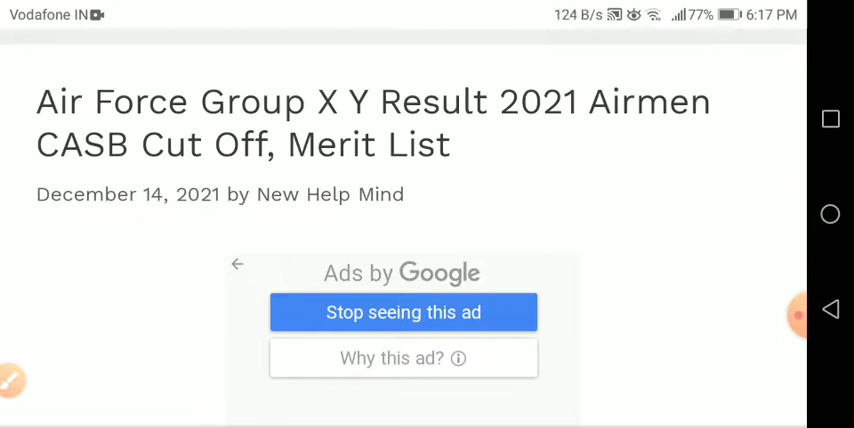 Vodafone IN 124 B/s 77% 6:17 PM
Air Force Group X Y Result 2021 Airmen
CASB Cut Off, Merit List
December 14, 2021 by New Help Mind
Ads by Google
Stop seeing this ad
Why this ad?